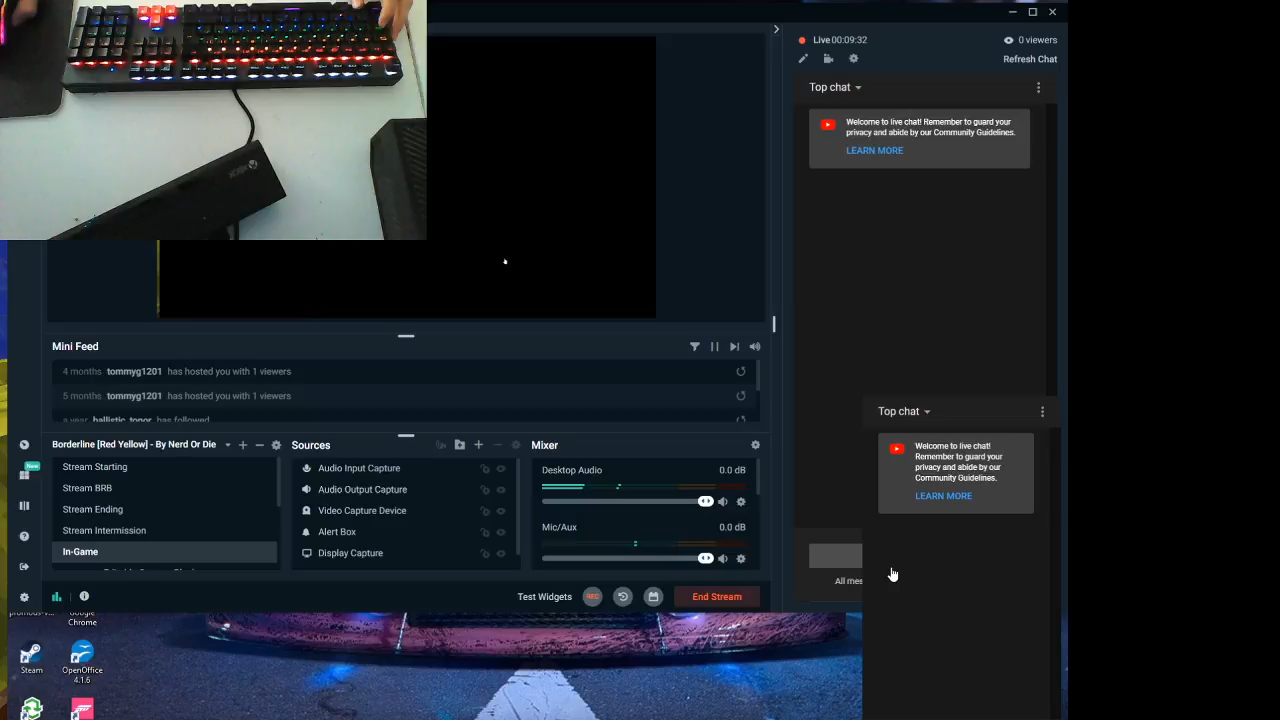 XBOX
Live 00:09:32
0 viewers
Refresh Chat
Top chat
Welcome to live chat! Remember to guard your
privacy and abide by our Community Guidelines.
LEARN MORE
Mini Feed
4 months tommyg1201 has hosted you with 1 viewers
5 months tommyg1201 has hosted you with 1 viewers
has followed
Borderline [Red Yellow] - By Nerd Or Die
Stream Starting
Stream BRB
Stream Ending
Stream Intermission
In-Game
New
Sources
Audio Input Capture
Audio Output Capture
Video Capture Device
Alert Box
Display Capture
Mixer
Desktop Audio 0.0 dB
Mic/Aux 0.0 dB
Top chat
Welcome to live chat!
Remember to guard your
privacy and abide by our
Community Guidelines.
LEARN MORE
All mes
Test Widgets
REC
End Stream
Google
Chrome
Steam
OpenOffice
4.1.6